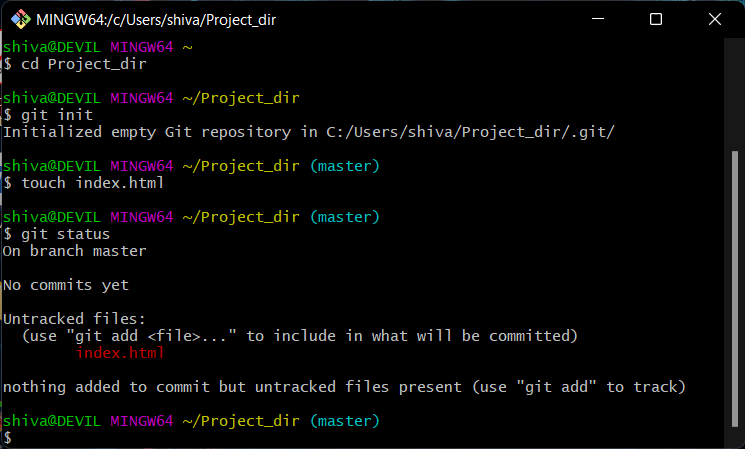 MINGW64:/c/Users/shiva/Project_dir
shiva@DEVIL MINGW64 ~
$ cd Project_dir
shiva@DEVIL MINGW64 ~/Project_dir
$ git init
Initialized empty Git repository in C:/Users/shiva/Project_dir/.git/
shiva@DEVIL MINGW64 ~/Project_dir (master)
$ touch index.html
shiva@DEVIL MINGW64 ~/Project_dir (master)
$ git status
On branch master
No commits yet
Untracked files:
  (use "git add <file>..." to include in what will be committed)
        index.html
nothing added to commit but untracked files present (use "git add" to track)
shiva@DEVIL MINGW64 ~/Project_dir (master)
$